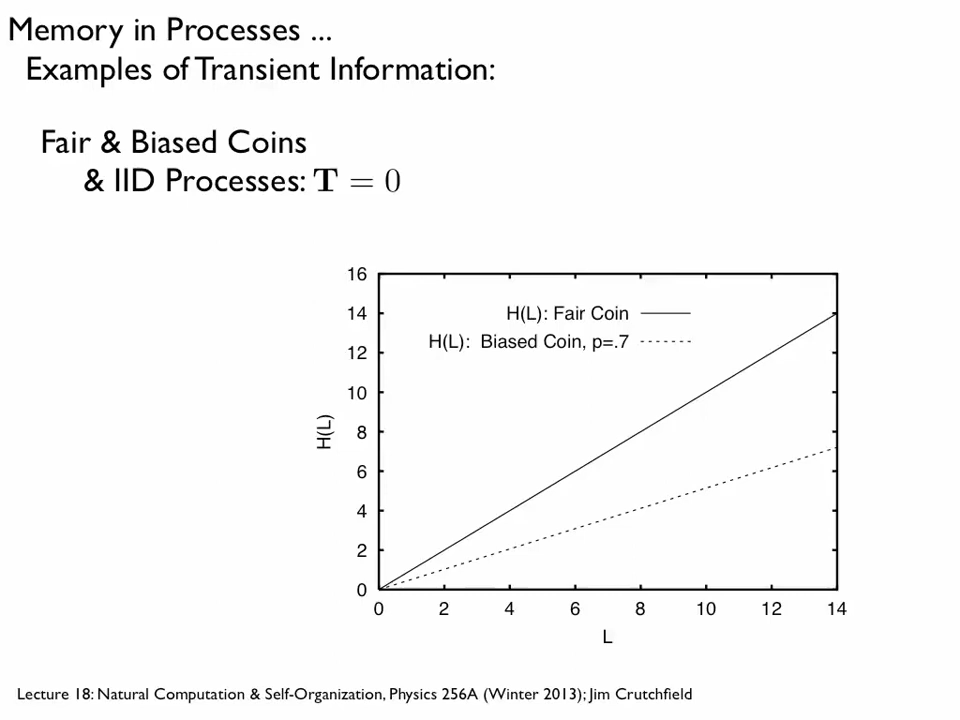 Memory in Processes ...
Examples of Transient Information:
Fair & Biased Coins
& IID Processes: T = 0
16
14
12
10
8
6
4
2
0
H(L)
H(L): Fair Coin
H(L): Biased Coin, p=.7
0 2 4 6 8 10 12 14
L
Lecture 18: Natural Computation & Self-Organization, Physics 256A (Winter 2013); Jim Crutchfield